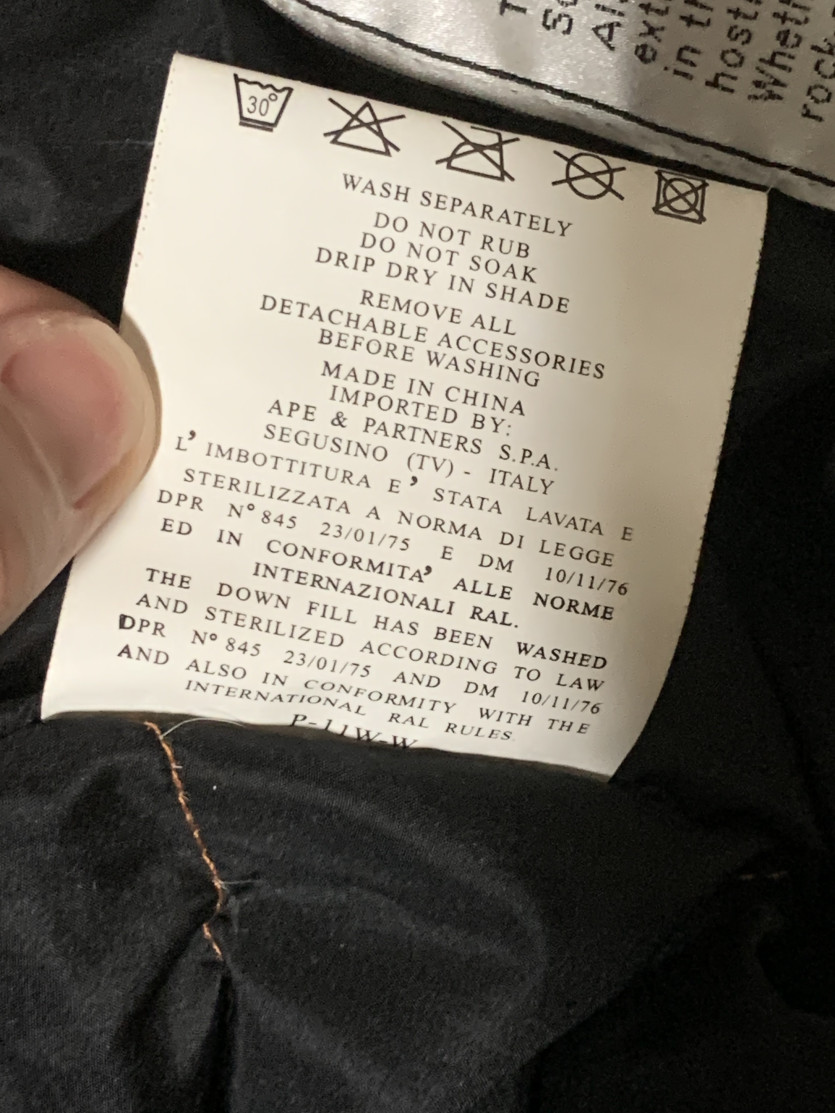 30°
WASH SEPARATELY
DO NOT RUB
DO NOT SOAK
DRIP DRY IN SHADE
REMOVE ALL
DETACHABLE ACCESSORIES
BEFORE WASHING
MADE IN CHINA
IMPORTED BY:
APE & PARTNERS S.P.A.
SEGUSINO (TV) - ITALY
L' IMBOTTITURA E' STATA LAVATA E
STERILIZZATA A NORMA DI LEGGE
DPR N° 845 23/01/75 E DM 10/11/76
ED IN CONFORMITA' ALLE NORME
INTERNAZIONALI RAL.
THE DOWN FILL HAS BEEN WASHED
AND STERILIZED ACCORDING TO LAW
DPR N° 845 23/01/75 AND DM 10/11/76
AND ALSO IN CONFORMITY WITH THE
INTERNATIONAL RAL RULES.
P-11W-W
in